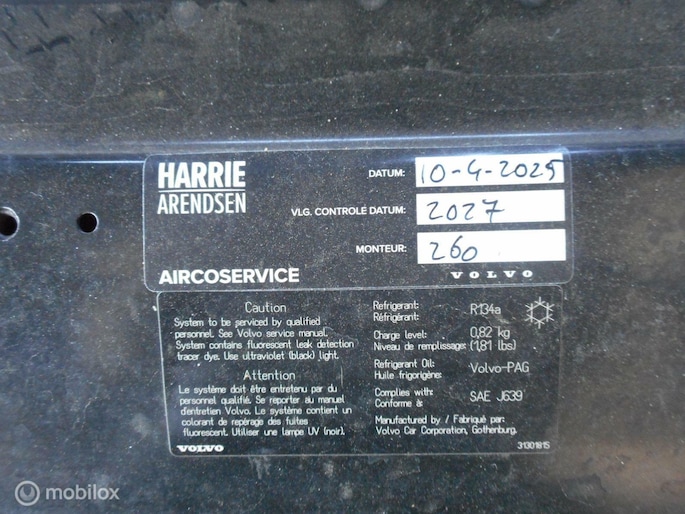 HARRIE
ARENDSEN
DATUM: 10-4-2025
VLG. CONTROLE DATUM: 2027
MONTEUR: 260
AIRCOSERVICE
VOLVO
Caution
System to be serviced by qualified
personnel. See Volvo service manual.
System contains fluorescent leak detection
tracer dye. Use ultraviolet (black) light.
Attention
Le système doit être entretenu par du
personnel qualifié. Se reporter au manuel
d'entretien Volvo. Le système contient un
colorant de repérage des fuites
fluorescent. Utiliser une lampe UV (noir).
VOLVO
Refrigerant: R134a
Réfrigérant:
Charge level: 0,82 kg
Niveau de remplissage: (1,81 lbs)
Refrigerant Oil: Volvo-PAG
Huile frigorigène:
Complies with: SAE J639
Conforme à:
Manufactured by / Fabriqué par:
Volvo Car Corporation, Gothenburg.
31301815
mobilox